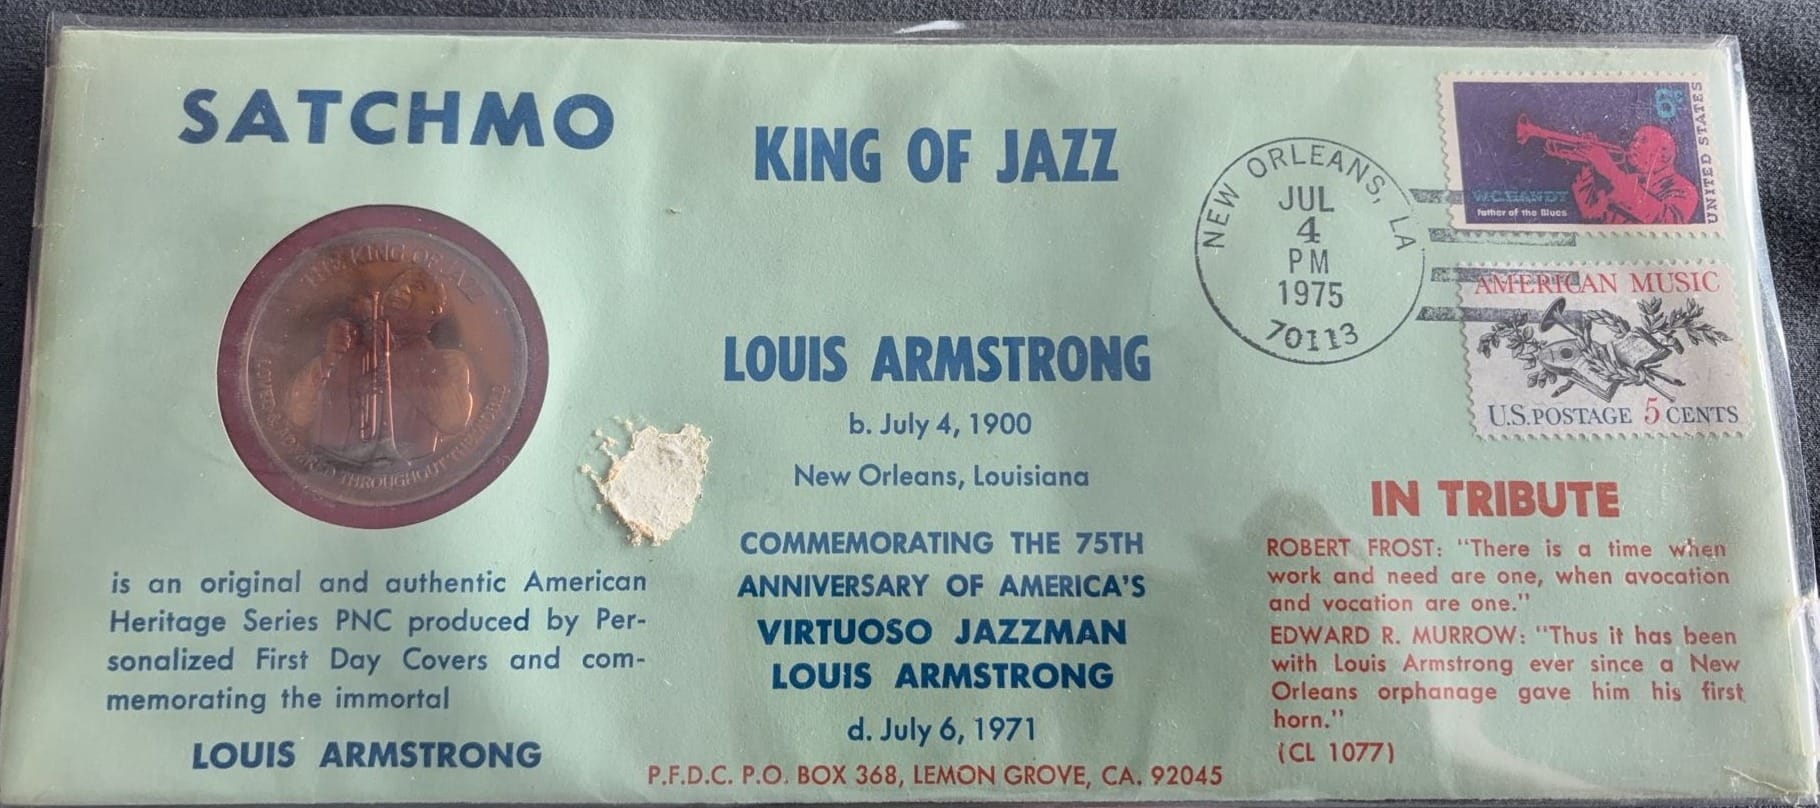 SATCHMO
THE KING OF JAZZ
THROUGHOUT THE WORLD
is an original and authentic American
Heritage Series PNC produced by Per-
sonalized First Day Covers and com-
memorating the immortal
LOUIS ARMSTRONG
KING OF JAZZ
LOUIS ARMSTRONG
b. July 4, 1900
New Orleans, Louisiana
COMMEMORATING THE 75TH
ANNIVERSARY OF AMERICA'S
VIRTUOSO JAZZMAN
LOUIS ARMSTRONG
d. July 6, 1971
P.F.D.C. P.O. BOX 368, LEMON GROVE, CA. 92045
NEW ORLEANS, LA
JUL
4
PM
1975
70113
6¢
UNITED STATES
W.C.HANDY
Father of the Blues
AMERICAN MUSIC
U.S.POSTAGE 5 CENTS
IN TRIBUTE
ROBERT FROST: "There is a time when
work and need are one, when avocation
and vocation are one."
EDWARD R. MURROW: "Thus it has been
with Louis Armstrong ever since a New
Orleans orphanage gave him his first
horn."
(CL 1077)